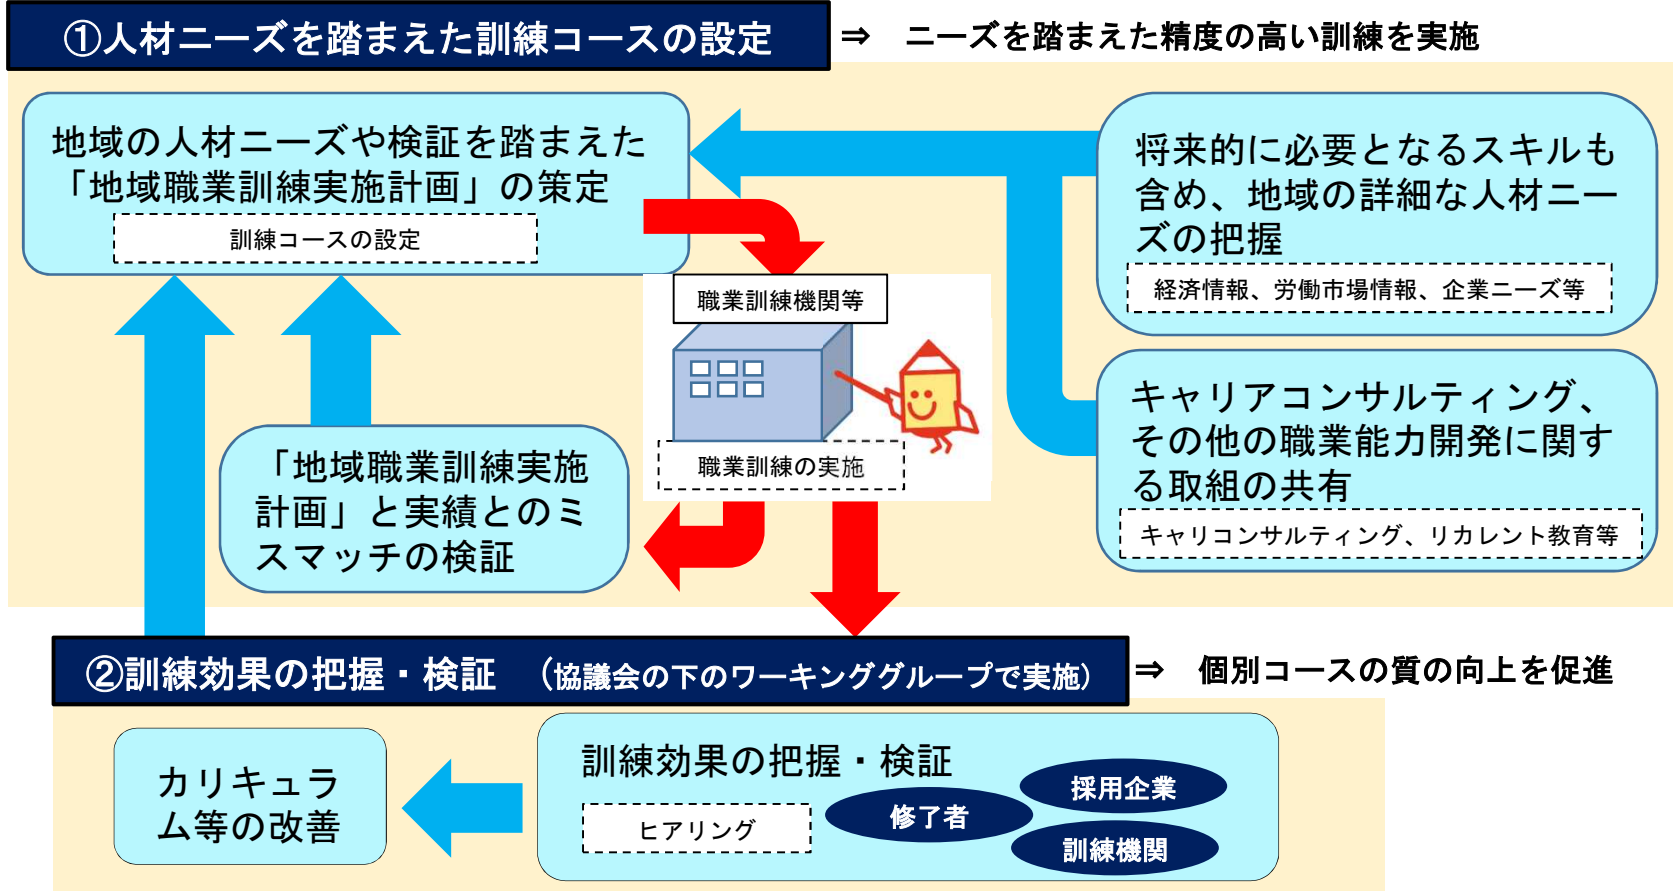 ①人材ニーズを踏まえた訓練コースの設定
⇒　ニーズを踏まえた精度の高い訓練を実施
地域の人材ニーズや検証を踏まえた
「地域職業訓練実施計画」の策定
訓練コースの設定
将来的に必要となるスキルも
含め、地域の詳細な人材ニー
ズの把握
経済情報、労働市場情報、企業ニーズ等
職業訓練機関等
職業訓練の実施
キャリアコンサルティング、
その他の職業能力開発に関す
る取組の共有
キャリコンサルティング、リカレント教育等
「地域職業訓練実施
計画」と実績とのミ
スマッチの検証
②訓練効果の把握・検証　（協議会の下のワーキンググループで実施）
⇒　個別コースの質の向上を促進
カリキュラ
ム等の改善
訓練効果の把握・検証
ヒアリング
修了者
採用企業
訓練機関